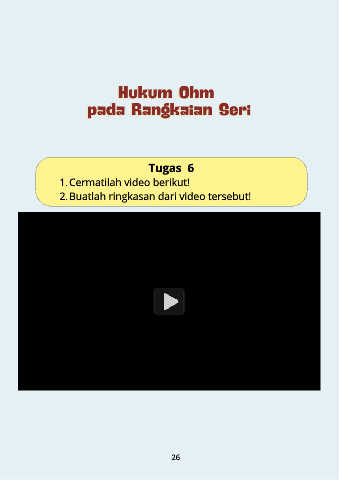 Hukum Ohm
pada Rangkaian Seri
Tugas 6
1. Cermatilah video berikut!
2. Buatlah ringkasan dari video tersebut!
26